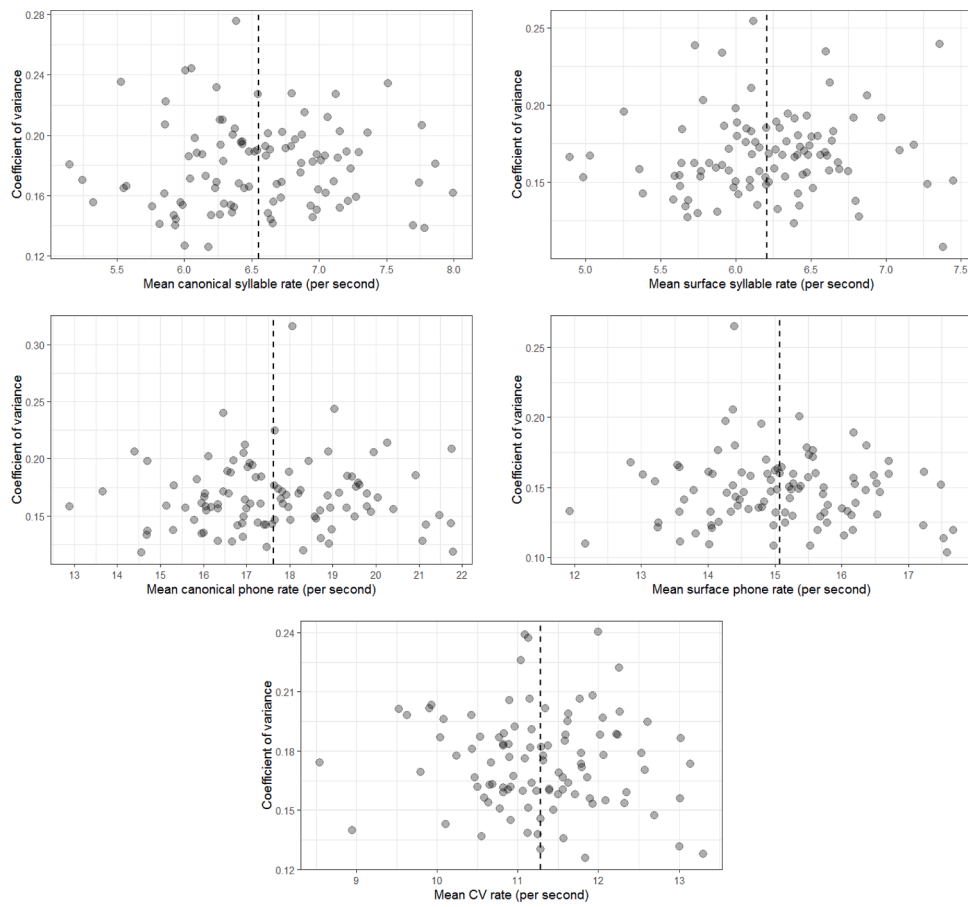 0.28
0.24
0.20
0.16
0.12
Coefficient of variance
5.5 6.0 6.5 7.0 7.5 8.0
Mean canonical syllable rate (per second)
0.25
0.20
0.15
Coefficient of variance
5.0 5.5 6.0 6.5 7.0 7.5
Mean surface syllable rate (per second)
0.30
0.25
0.20
0.15
Coefficient of variance
13 14 15 16 17 18 19 20 21 22
Mean canonical phone rate (per second)
0.25
0.20
0.15
0.10
Coefficient of variance
12 13 14 15 16 17
Mean surface phone rate (per second)
0.24
0.21
0.18
0.15
0.12
Coefficient of variance
9 10 11 12 13
Mean CV rate (per second)